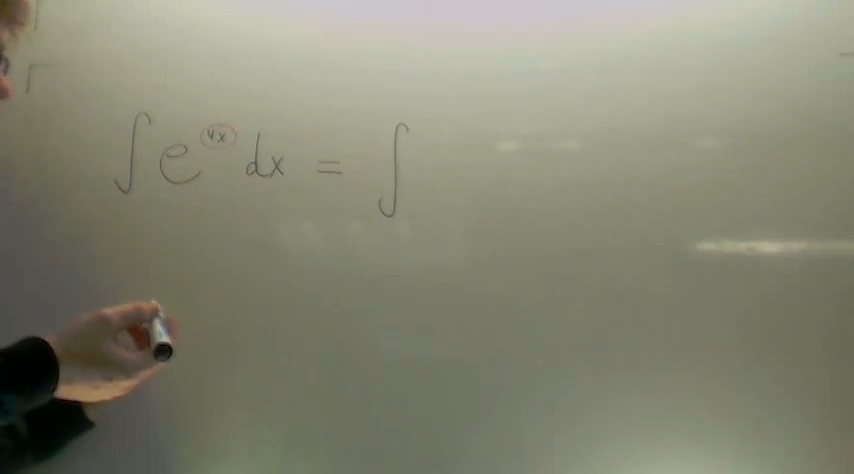 ∫ e^{4x} dx = ∫